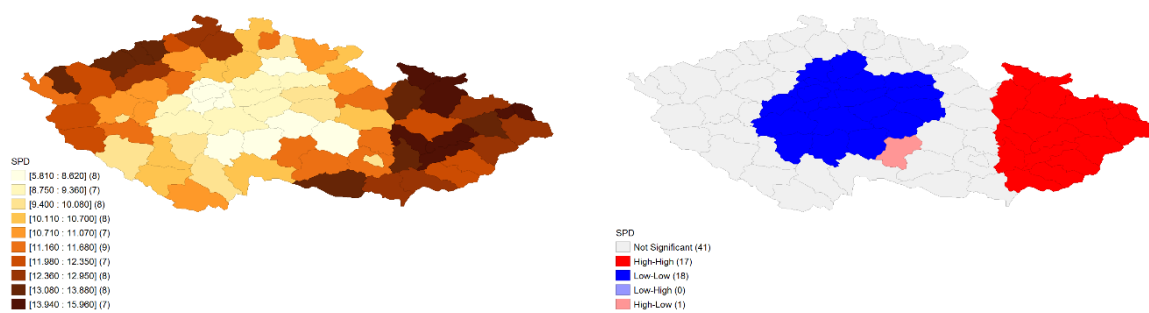 SPD
[5.810 : 8.620] (8)
[8.750 : 9.360] (7)
[9.400 : 10.080] (8)
[10.110 : 10.700] (8)
[10.710 : 11.070] (7)
[11.160 : 11.680] (9)
[11.980 : 12.350] (7)
[12.360 : 12.950] (8)
[13.080 : 13.880] (8)
[13.940 : 15.960] (7)
SPD
Not Significant (41)
High-High (17)
Low-Low (18)
Low-High (0)
High-Low (1)